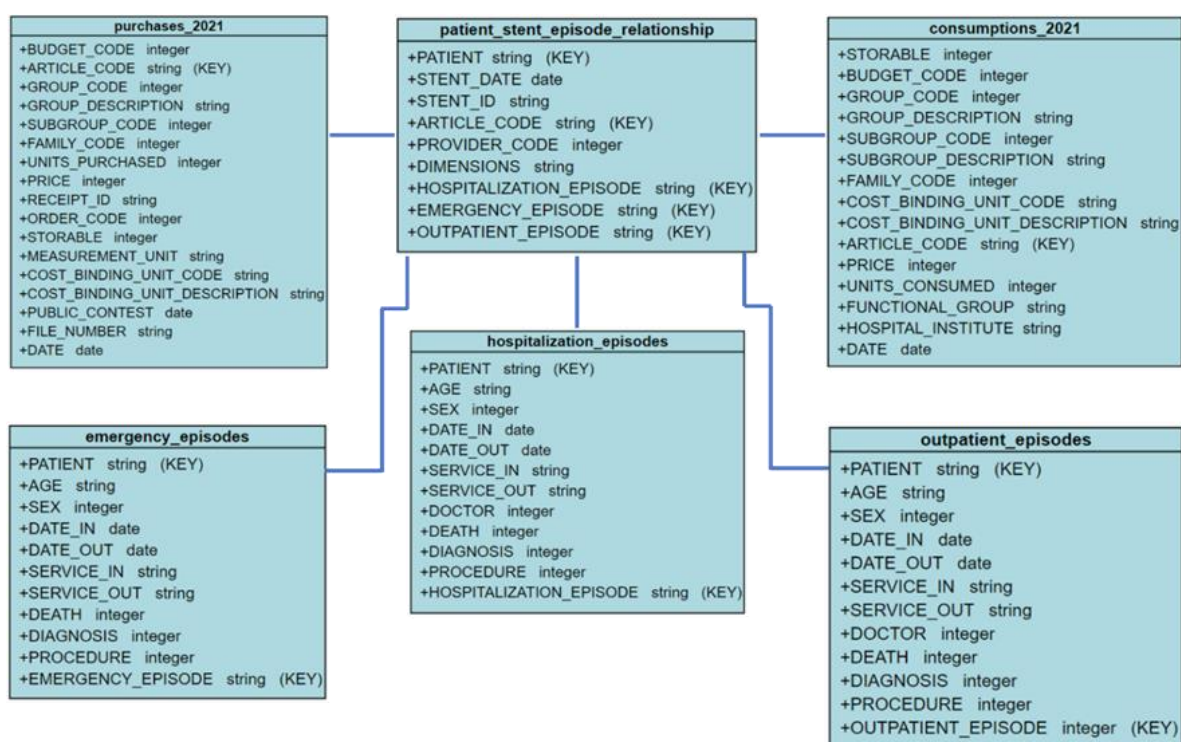 purchases_2021
+BUDGET_CODE integer
+ARTICLE_CODE string (KEY)
+GROUP_CODE integer
+GROUP_DESCRIPTION string
+SUBGROUP_CODE integer
+FAMILY_CODE integer
+UNITS_PURCHASED integer
+PRICE integer
+RECEIPT_ID string
+ORDER_CODE integer
+STORABLE integer
+MEASUREMENT_UNIT string
+COST_BINDING_UNIT_CODE string
+COST_BINDING_UNIT_DESCRIPTION string
+PUBLIC_CONTEST date
+FILE_NUMBER string
+DATE date
patient_stent_episode_relationship
+PATIENT string (KEY)
+STENT_DATE date
+STENT_ID string
+ARTICLE_CODE string (KEY)
+PROVIDER_CODE integer
+DIMENSIONS string
+HOSPITALIZATION_EPISODE string (KEY)
+EMERGENCY_EPISODE string (KEY)
+OUTPATIENT_EPISODE string (KEY)
consumptions_2021
+STORABLE integer
+BUDGET_CODE integer
+GROUP_CODE integer
+GROUP_DESCRIPTION string
+SUBGROUP_CODE integer
+SUBGROUP_DESCRIPTION string
+FAMILY_CODE integer
+COST_BINDING_UNIT_CODE string
+COST_BINDING_UNIT_DESCRIPTION string
+ARTICLE_CODE string (KEY)
+PRICE integer
+UNITS_CONSUMED integer
+FUNCTIONAL_GROUP string
+HOSPITAL_INSTITUTE string
+DATE date
emergency_episodes
+PATIENT string (KEY)
+AGE string
+SEX integer
+DATE_IN date
+DATE_OUT date
+SERVICE_IN string
+SERVICE_OUT string
+DEATH integer
+DIAGNOSIS integer
+PROCEDURE integer
+EMERGENCY_EPISODE string (KEY)
hospitalization_episodes
+PATIENT string (KEY)
+AGE string
+SEX integer
+DATE_IN date
+DATE_OUT date
+SERVICE_IN string
+SERVICE_OUT string
+DOCTOR integer
+DEATH integer
+DIAGNOSIS integer
+PROCEDURE integer
+HOSPITALIZATION_EPISODE string (KEY)
outpatient_episodes
+PATIENT string (KEY)
+AGE string
+SEX integer
+DATE_IN date
+DATE_OUT date
+SERVICE_IN string
+SERVICE_OUT string
+DOCTOR integer
+DEATH integer
+DIAGNOSIS integer
+PROCEDURE integer
+OUTPATIENT_EPISODE integer (KEY)